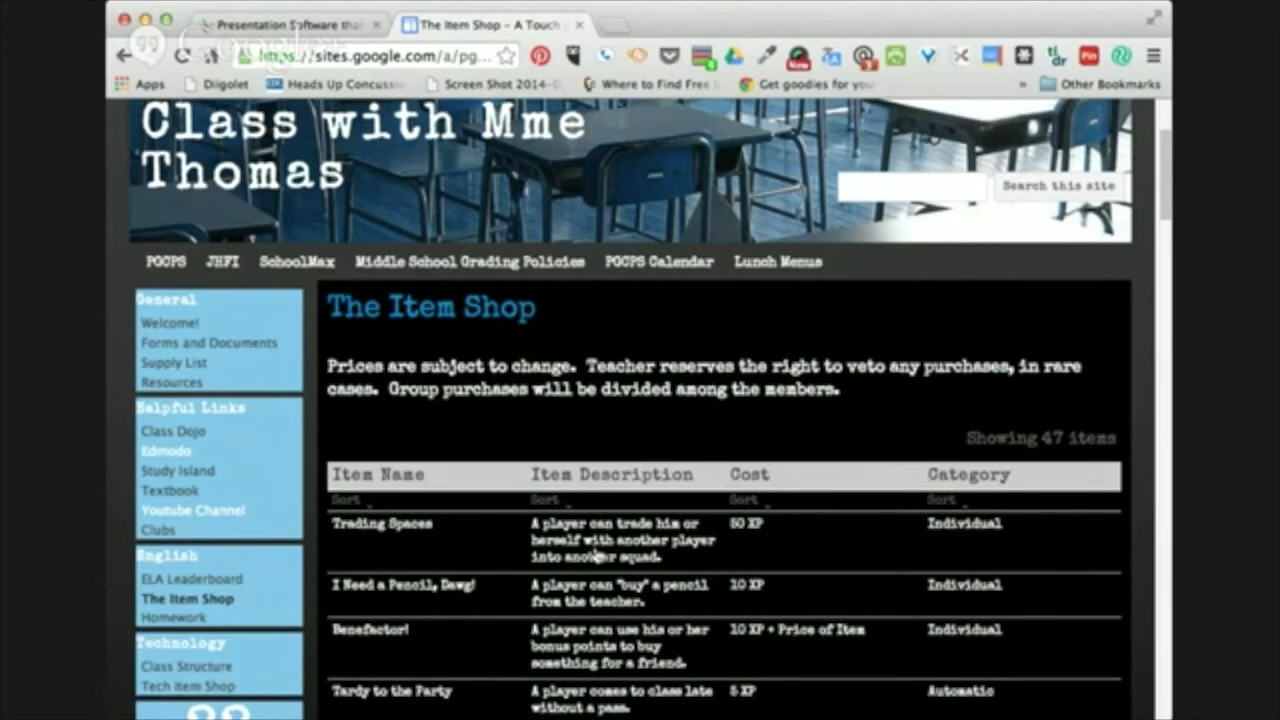 Presentation Software tha
The Item Shop - A Touch
https://sites.google.com/a/pg...
Apps
Diigolet
Heads Up Concussi
Screen Shot 2014-
Where to Find Free
Get goodies for you
»
Other Bookmarks
Class with Mme
Thomas
Search this site
PGCPS JHFI SchoolMax Middle School Grading Policies PGCPS Calendar Lunch Menus
General
Welcome!
Forms and Documents
Supply List
Resources
Helpful Links
Class Dojo
Edmodo
Study Island
Textbook
Youtube Channel
Clubs
English
ELA Leaderboard
The Item Shop
Homework
Technology
Class Structure
Tech Item Shop
The Item Shop
Prices are subject to change. Teacher reserves the right to veto any purchases, in rare
cases. Group purchases will be divided among the members.
Showing 47 items
Item Name Item Description Cost Category
Sort Sort Sort Sort
Trading Spaces A player can trade him or 50 XP Individual
herself with another player
into another squad.
I Need a Pencil, Dawg! A player can "buy" a pencil 10 XP Individual
from the teacher.
Benefactor! A player can use his or her 10 XP + Price of Item Individual
bonus points to buy
something for a friend.
Tardy to the Party A player comes to class late 5 XP Automatic
without a pass.